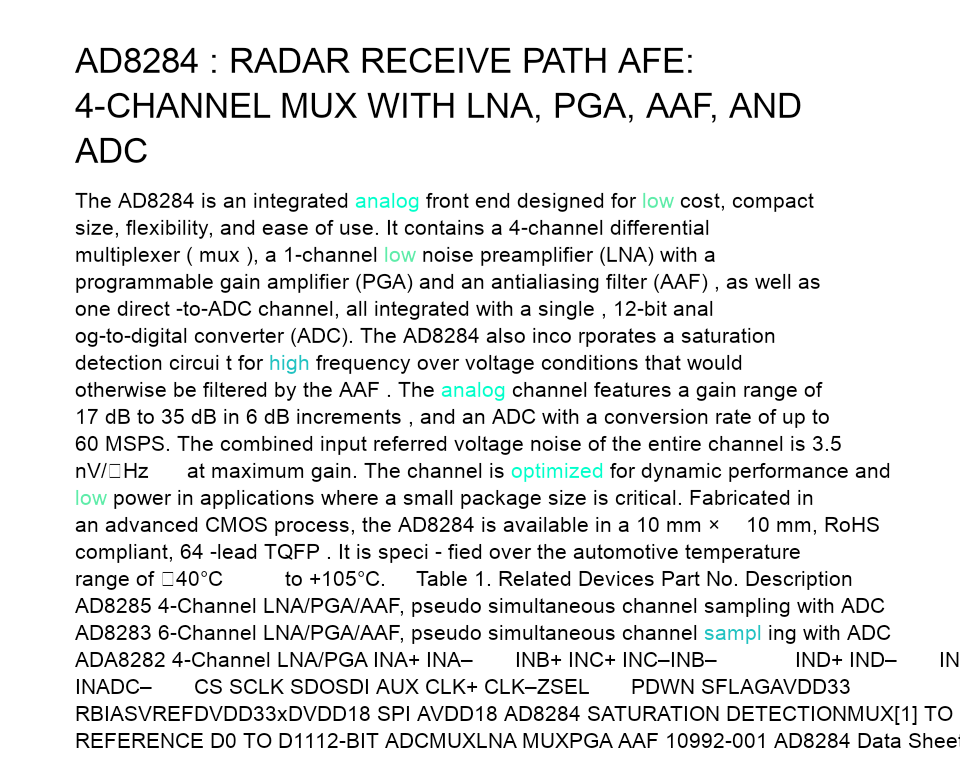 AD8284 : RADAR RECEIVE PATH AFE:
4-CHANNEL MUX WITH LNA, PGA, AAF, AND
ADC
The AD8284 is an integrated analog front end designed for low cost, compact
size, flexibility, and ease of use. It contains a 4-channel differential
multiplexer ( mux ), a 1-channel low noise preamplifier (LNA) with a
programmable gain amplifier (PGA) and an antialiasing filter (AAF) , as well as
one direct -to-ADC channel, all integrated with a single , 12-bit anal
og-to-digital converter (ADC). The AD8284 also inco rporates a saturation
detection circui t for high frequency over voltage conditions that would
otherwise be filtered by the AAF . The analog channel features a gain range of
17 dB to 35 dB in 6 dB increments , and an ADC with a conversion rate of up to
60 MSPS. The combined input referred voltage noise of the entire channel is 3.5
nV/□Hz at maximum gain. The channel is optimized for dynamic performance and
low power in applications where a small package size is critical. Fabricated in
an advanced CMOS process, the AD8284 is available in a 10 mm × 10 mm, RoHS
compliant, 64 -lead TQFP . It is speci - fied over the automotive temperature
range of □40°C to +105°C. Table 1. Related Devices Part No. Description
AD8285 4-Channel LNA/PGA/AAF, pseudo simultaneous channel sampling with ADC
AD8283 6-Channel LNA/PGA/AAF, pseudo simultaneous channel sampl ing with ADC
ADA8282 4-Channel LNA/PGA INA+ INA– INB+ INC+ INC–INB– IND+ IND– IN
INADC– CS SCLK SDOSDI AUX CLK+ CLK–ZSEL PDWN SFLAGAVDD33
RBIASVREFDVDD33xDVDD18 SPI AVDD18 AD8284 SATURATION DETECTIONMUX[1] TO
REFERENCE D0 TO D1112-BIT ADCMUXLNA MUXPGA AAF 10992-001 AD8284 Data Sheet